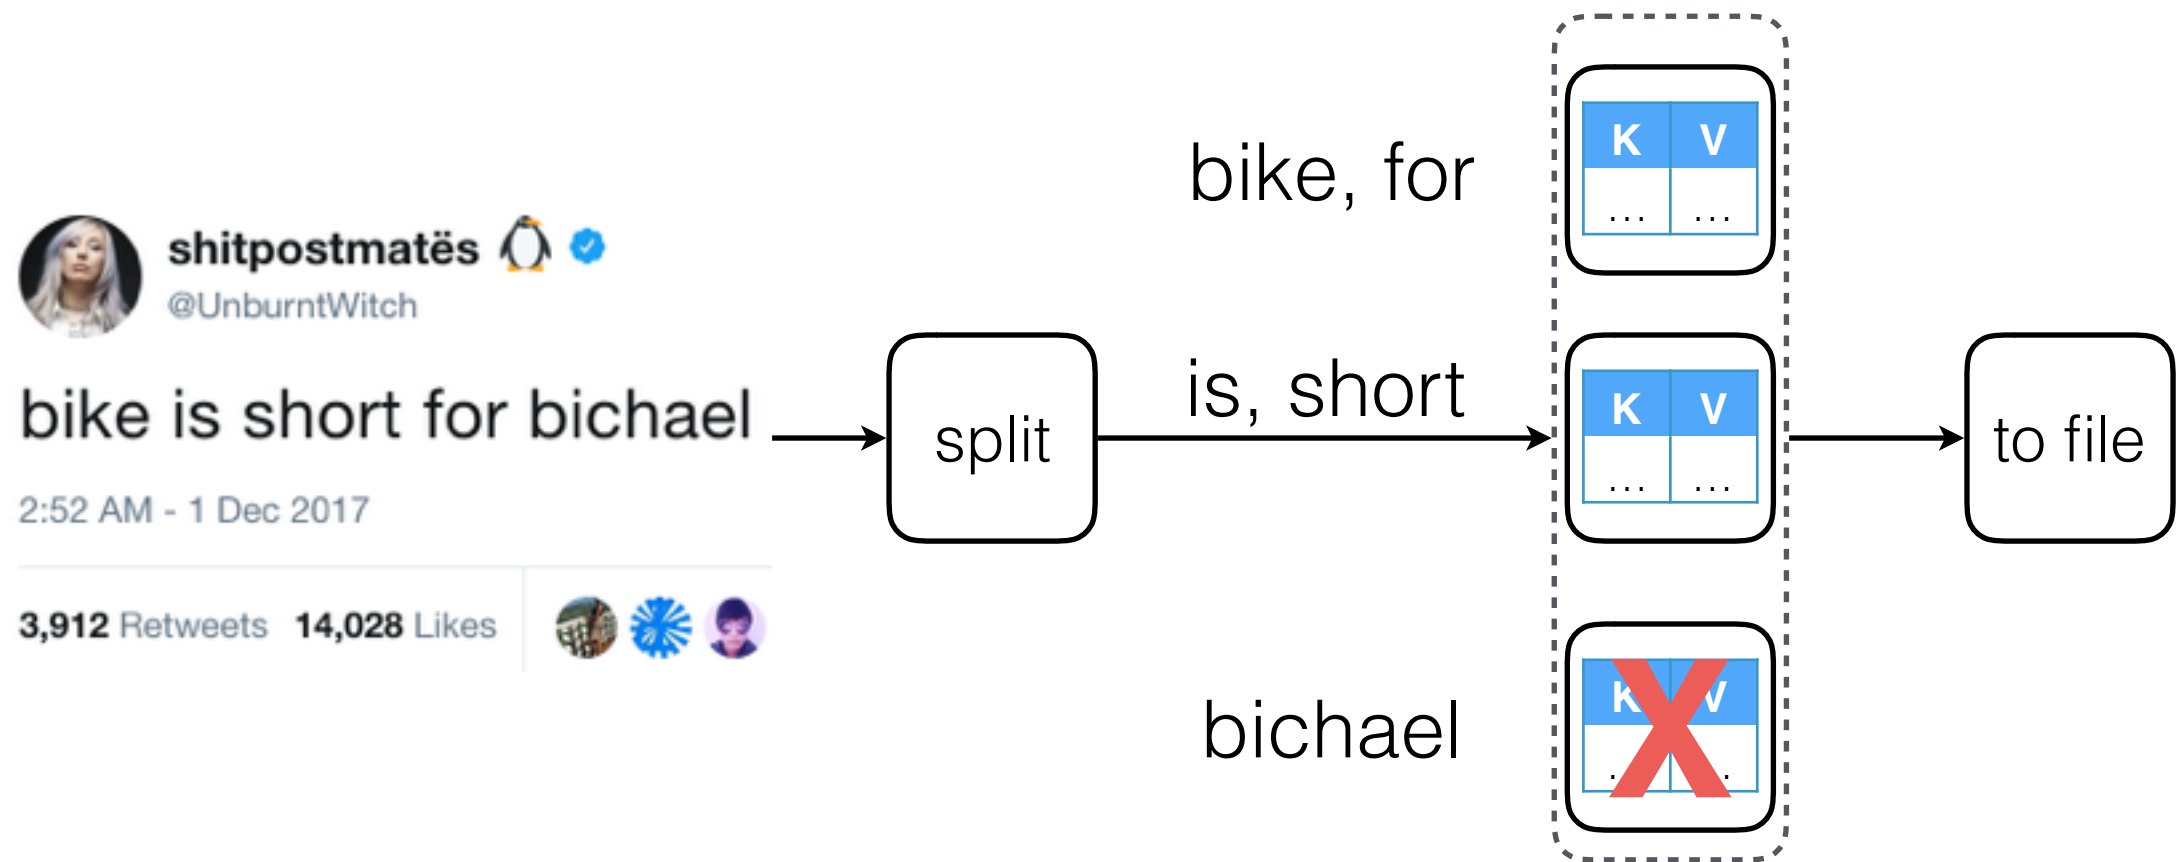 shitpostmatës
@UnburntWitch
bike is short for bichael
2:52 AM - 1 Dec 2017
3,912 Retweets 14,028 Likes
split
bike, for
is, short
bichael
K V
... ...
K V
... ...
K V
. .
X
to file